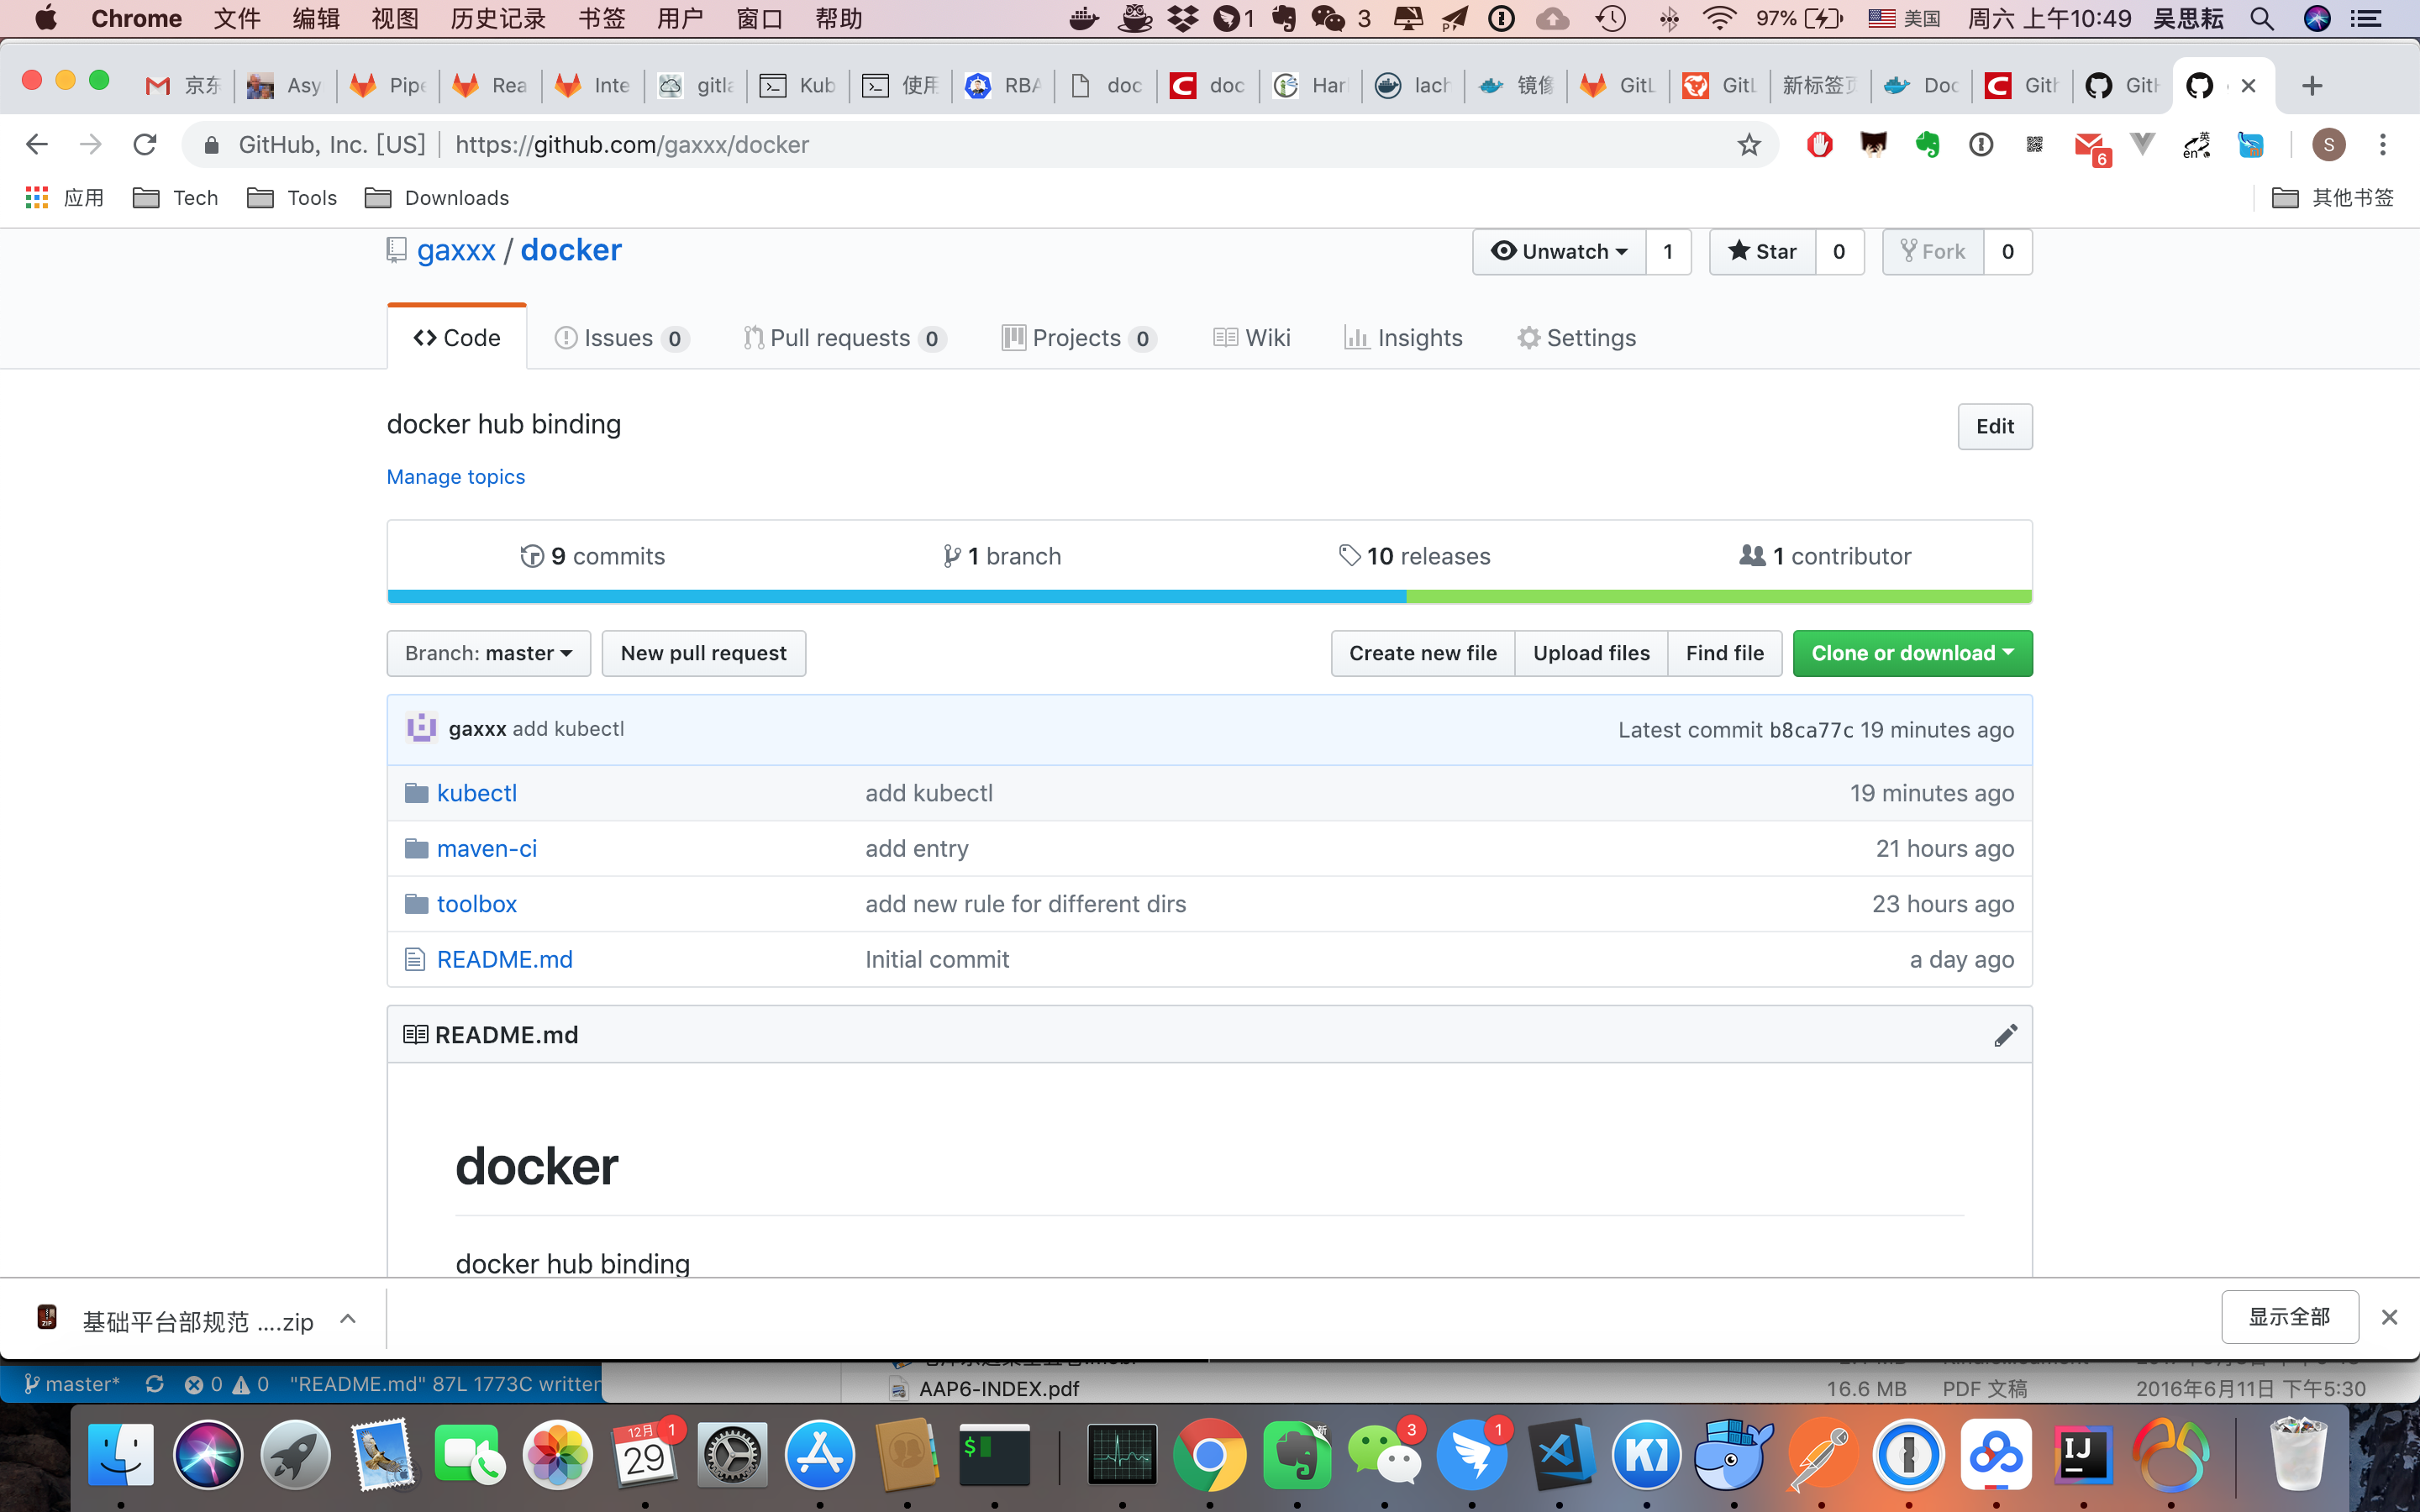 Chrome 文件 编辑 视图 历史记录 书签 用户 窗口 帮助 1 3 97% 美国 周六 上午10:49 吴思耘
京东 Asy Pipe Rea Inte gitla Kub 使用 RBA doc doc Har lach 镜像 GitL GitL 新标签页 Doc Gith GitH
GitHub, Inc. [US] https://github.com/gaxxx/docker en 英 6 S
应用 Tech Tools Downloads 其他书签
gaxxx / docker Unwatch 1 Star 0 Fork 0
Code Issues 0 Pull requests 0 Projects 0 Wiki Insights Settings
docker hub binding Edit
Manage topics
9 commits 1 branch 10 releases 1 contributor
Branch: master New pull request Create new file Upload files Find file Clone or download
gaxxx add kubectl Latest commit b8ca77c 19 minutes ago
kubectl add kubectl 19 minutes ago
maven-ci add entry 21 hours ago
toolbox add new rule for different dirs 23 hours ago
README.md Initial commit a day ago
README.md
docker
docker hub binding
基础平台部规范 ....zip 显示全部
master* 0 0 "README.md" 87L 1773C written AAP6-INDEX.pdf 16.6 MB PDF 文稿 2016年6月11日 下午5:30
12月 29 1 $ 新 3 1 IJ